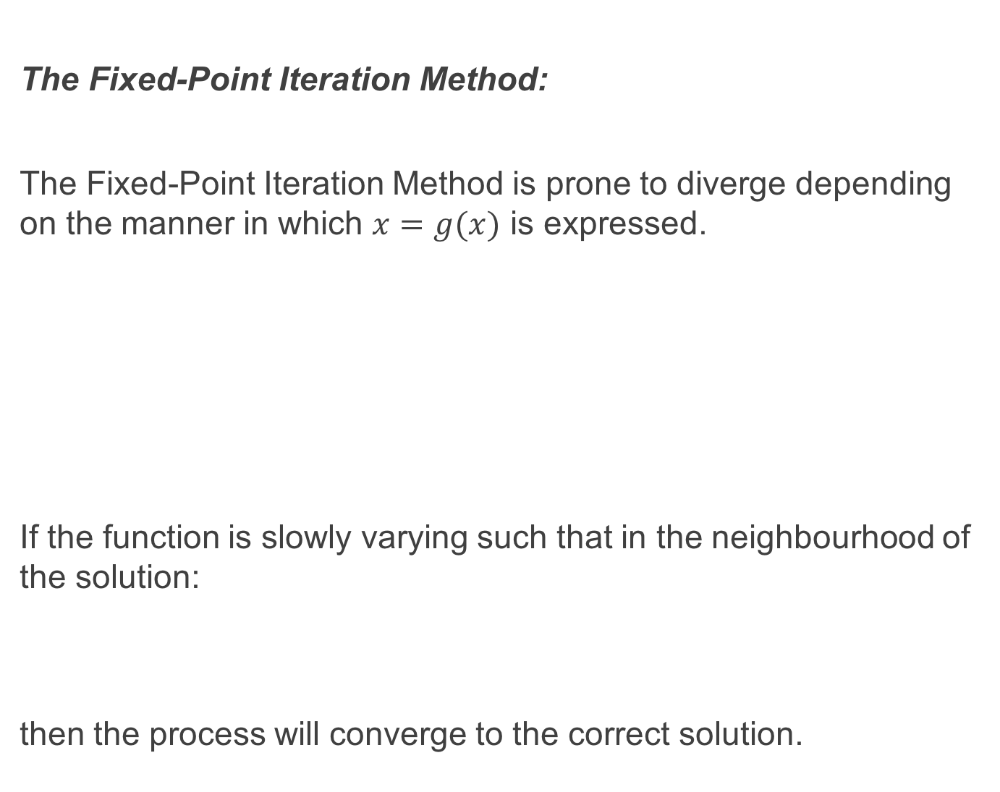 The Fixed-Point Iteration Method:
The Fixed-Point Iteration Method is prone to diverge depending
on the manner in which x = g(x) is expressed.
If the function is slowly varying such that in the neighbourhood of
the solution:
then the process will converge to the correct solution.